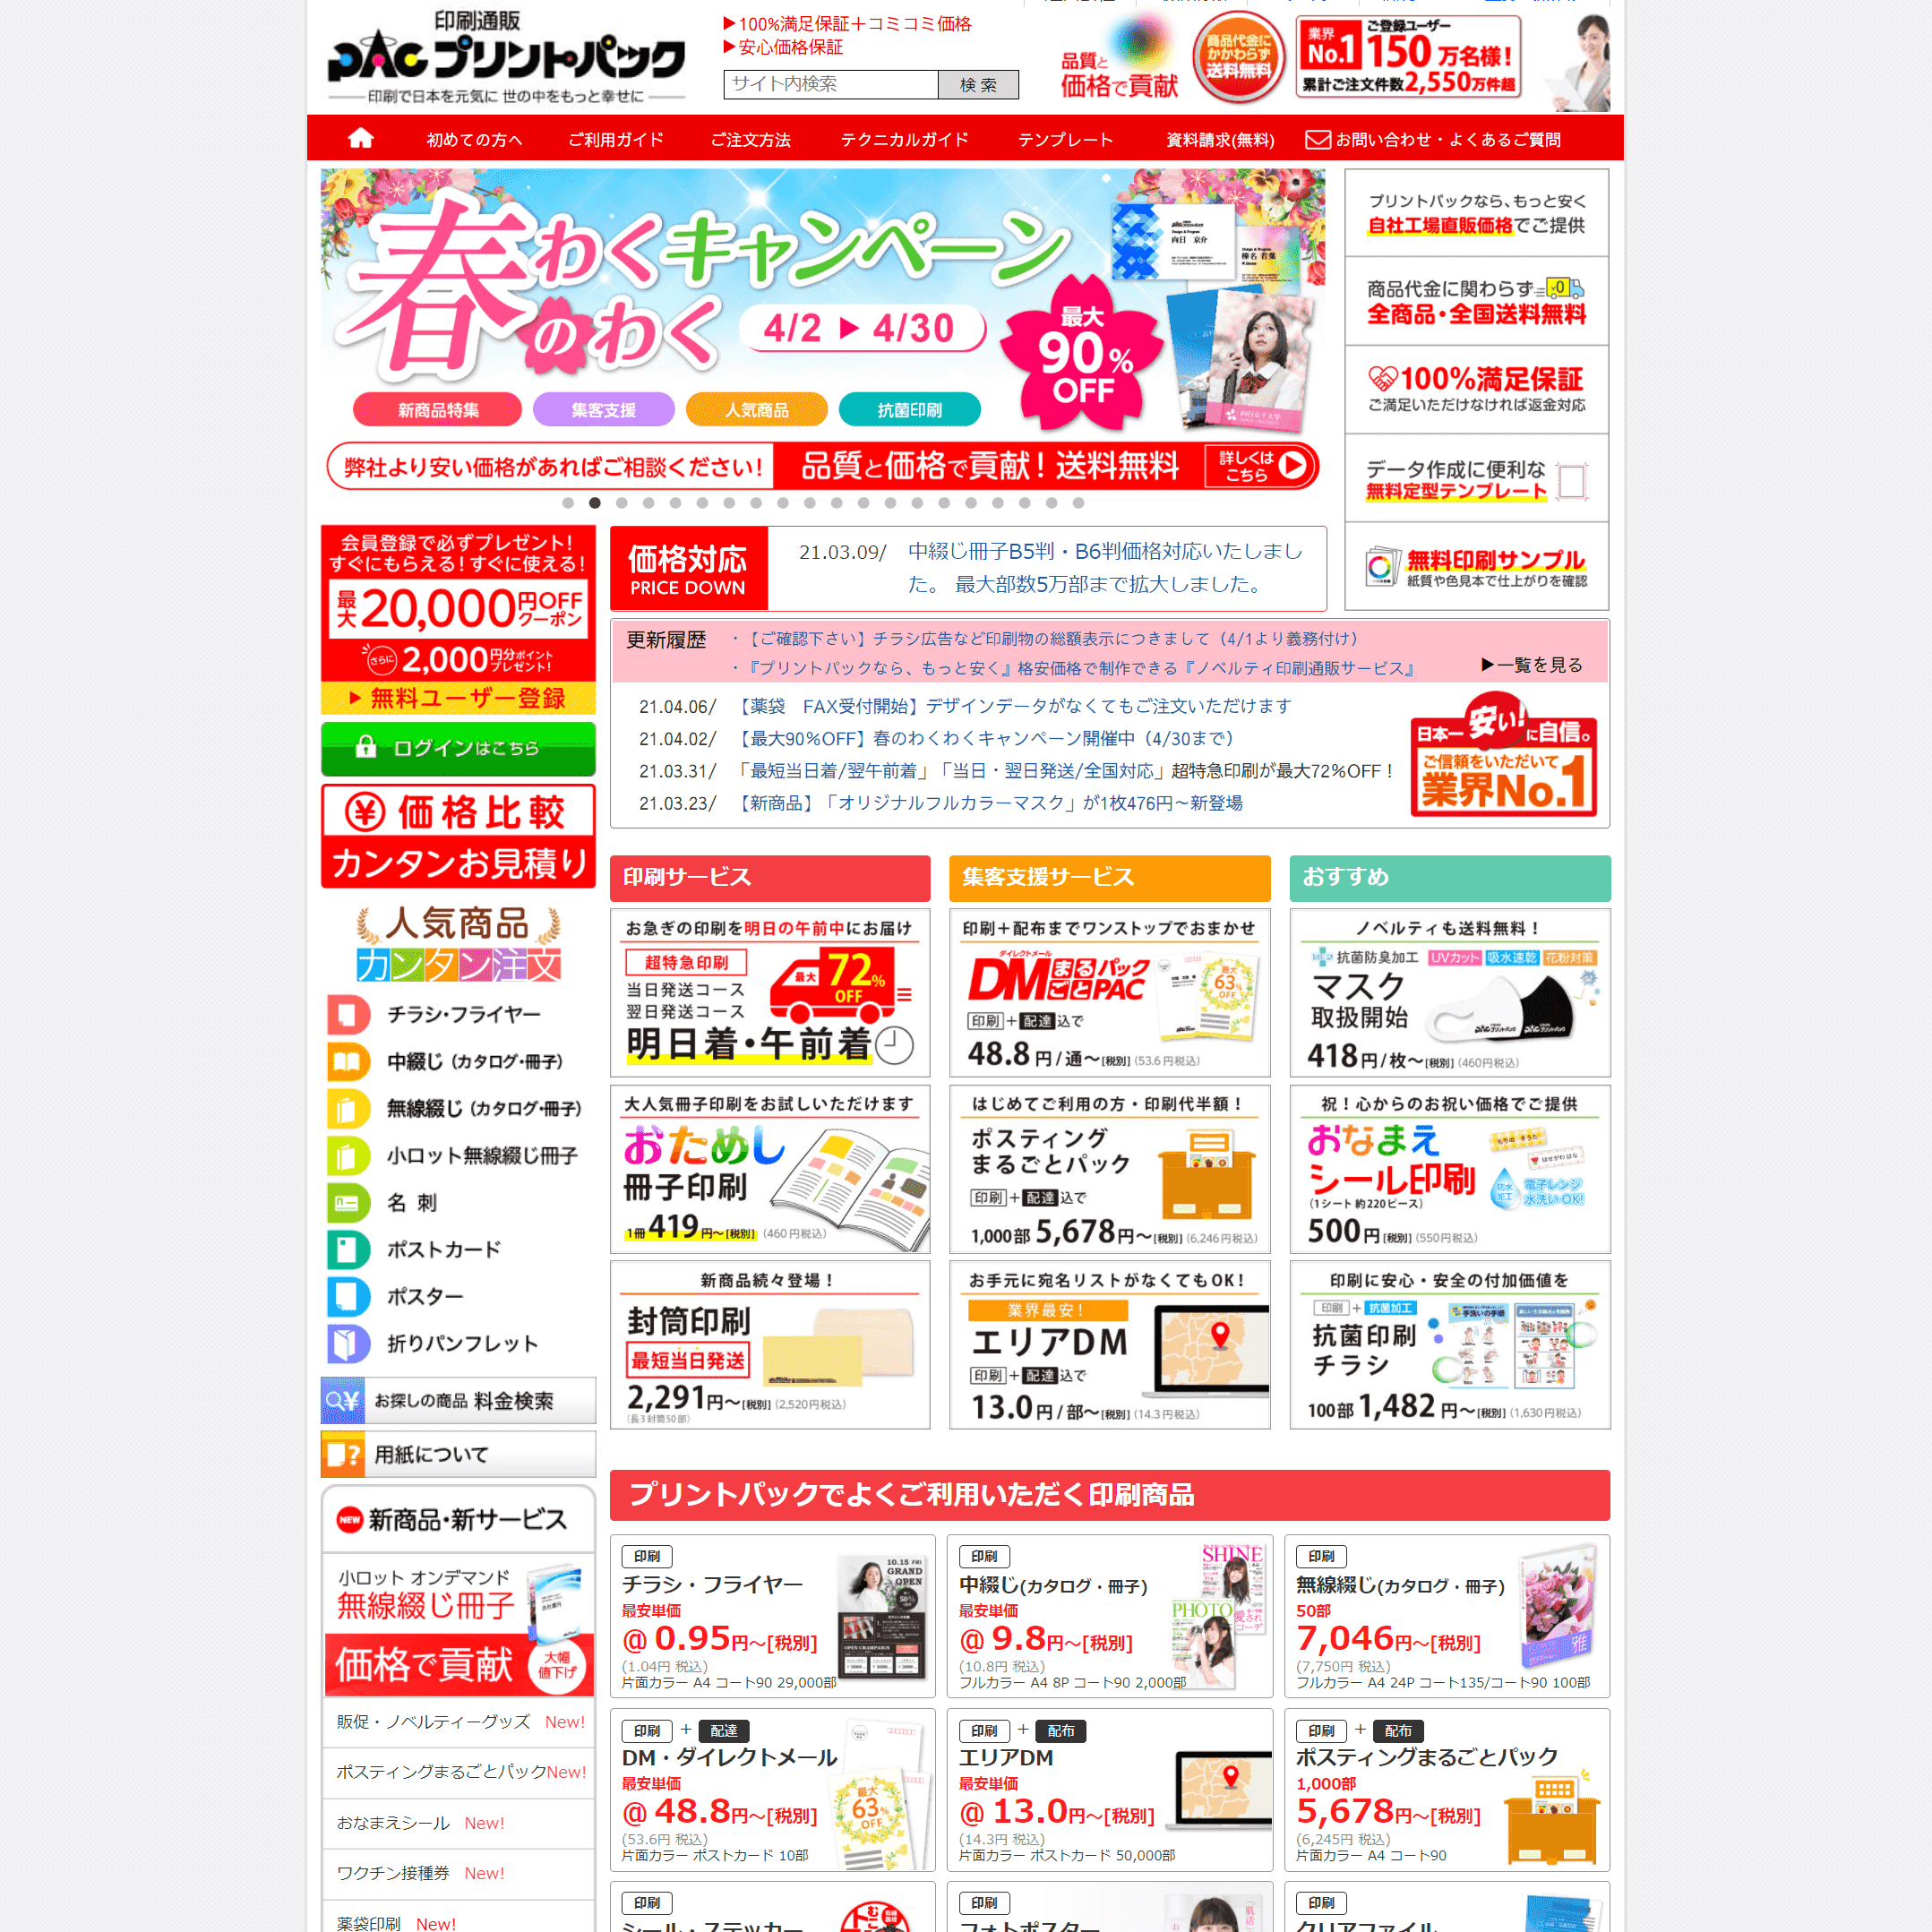 印刷通販
pAc プリントパック
印刷で日本を元気に 世の中をもっと幸せに
▶100%満足保証＋コミコミ価格
▶安心価格保証
サイト内検索
検 索
品質と
価格で貢献
商品代金に
かかわらず
送料無料
業界
No.1
ご登録ユーザー
150万名様!
累計ご注文件数2,550万件超
初めての方へ
ご利用ガイド
ご注文方法
テクニカルガイド
テンプレート
資料請求(無料)
お問い合わせ・よくあるご質問
春のわくわくキャンペーン
4/2 ▶ 4/30
最大
90%
OFF
新商品特集
集客支援
人気商品
抗菌印刷
弊社より安い価格があればご相談ください!
品質と価格で貢献! 送料無料
詳しくは
こちら
プリントパックなら、もっと安く
自社工場直販価格でご提供
商品代金に関わらず
全商品・全国送料無料
100%満足保証
ご満足いただけなければ返金対応
データ作成に便利な
無料定型テンプレート
無料印刷サンプル
紙質や色見本で仕上がりを確認
会員登録で必ずプレゼント!
すぐにもらえる!すぐに使える!
最大20,000円OFFクーポン
さらに2,000円分ポイントプレゼント!
▶無料ユーザー登録
ログインはこちら
価格比較
カンタンお見積り
価格対応
PRICE DOWN
21.03.09/ 中綴じ冊子B5判・B6判価格対応いたしまし
た。 最大部数5万部まで拡大しました。
更新履歴
・【ご確認下さい】チラシ広告など印刷物の総額表示につきまして（4/1より義務付け）
・『プリントパックなら、もっと安く』格安価格で制作できる『ノベルティ印刷通販サービス』
▶一覧を見る
21.04.06/ 【薬袋　FAX受付開始】デザインデータがなくてもご注文いただけます
21.04.02/ 【最大90％OFF】春のわくわくキャンペーン開催中（4/30まで）
21.03.31/ 「最短当日着/翌午前着」「当日・翌日発送/全国対応」超特急印刷が最大72％OFF！
21.03.23/ 【新商品】「オリジナルフルカラーマスク」が1枚476円～新登場
日本一安い!に自信。
ご信頼をいただいて
業界No.1
人気商品
カンタン注文
チラシ・フライヤー
中綴じ（カタログ・冊子）
無線綴じ（カタログ・冊子）
小ロット無線綴じ冊子
名 刺
ポストカード
ポスター
折りパンフレット
お探しの商品 料金検索
用紙について
NEW 新商品・新サービス
小ロット オンデマンド
無線綴じ冊子
価格で貢献
大幅
値下げ
販促・ノベルティーグッズ New!
ポスティングまるごとパックNew!
おなまえシール New!
ワクチン接種券 New!
薬袋印刷 New!
印刷サービス
お急ぎの印刷を明日の午前中にお届け
超特急印刷
当日発送コース
翌日発送コース
最大72%OFF
明日着・午前着
大人気冊子印刷をお試しいただけます
おためし
冊子印刷
1冊419円～[税別]（460円税込）
新商品続々登場！
封筒印刷
最短当日発送
2,291円～[税別]（2,520円税込）
（長3封筒50部）
集客支援サービス
印刷＋配布までワンストップでおまかせ
ダイレクトメール
DMまるごとパックPAC
最大
63%
OFF
印刷＋配達込で
48.8円/通～[税別]（53.6円税込）
はじめてご利用の方・印刷代半額！
ポスティング
まるごとパック
印刷＋配達込で
1,000部 5,678円～[税別]（6,246円税込）
お手元に宛名リストがなくてもOK!
業界最安!
エリアDM
印刷＋配達込で
13.0円/部～[税別]（14.3円税込）
おすすめ
ノベルティも送料無料！
抗菌防臭加工 UVカット 吸水速乾 花粉対策
マスク
取扱開始
418円/枚～[税別]（460円税込）
祝！心からのお祝い価格でご提供
おなまえ
シール印刷
（1シート 約220ピース）
防水
加工
電子レンジ
水洗いOK!
500円[税別]（550円税込）
印刷に安心・安全の付加価値を
印刷＋抗菌加工
抗菌印刷
チラシ
手洗いの手順
100部 1,482円～[税別]（1,630円税込）
プリントパックでよくご利用いただく印刷商品
印刷
チラシ・フライヤー
最安単価
@ 0.95円～[税別]
(1.04円 税込)
片面カラー A4 コート90 29,000部
10.15 FRI
GRAND
OPEN
50%
印刷
中綴じ(カタログ・冊子)
最安単価
@ 9.8円～[税別]
(10.8円 税込)
フルカラー A4 8P コート90 2,000部
SHINE
PHOTO
愛され
コーデ
印刷
無線綴じ(カタログ・冊子)
50部
7,046円～[税別]
(7,750円 税込)
フルカラー A4 24P コート135/コート90 100部
雅
印刷 + 配達
DM・ダイレクトメール
最安単価
@ 48.8円～[税別]
(53.6円 税込)
片面カラー ポストカード 10部
最大
63%
OFF
印刷 + 配布
エリアDM
最安単価
@ 13.0円～[税別]
(14.3円 税込)
片面カラー ポストカード 50,000部
印刷 + 配布
ポスティングまるごとパック
1,000部
5,678円～[税別]
(6,245円 税込)
片面カラー A4 コート90
印刷
シール・ステッカー
印刷
フォトポスター
印刷
クリアファイル